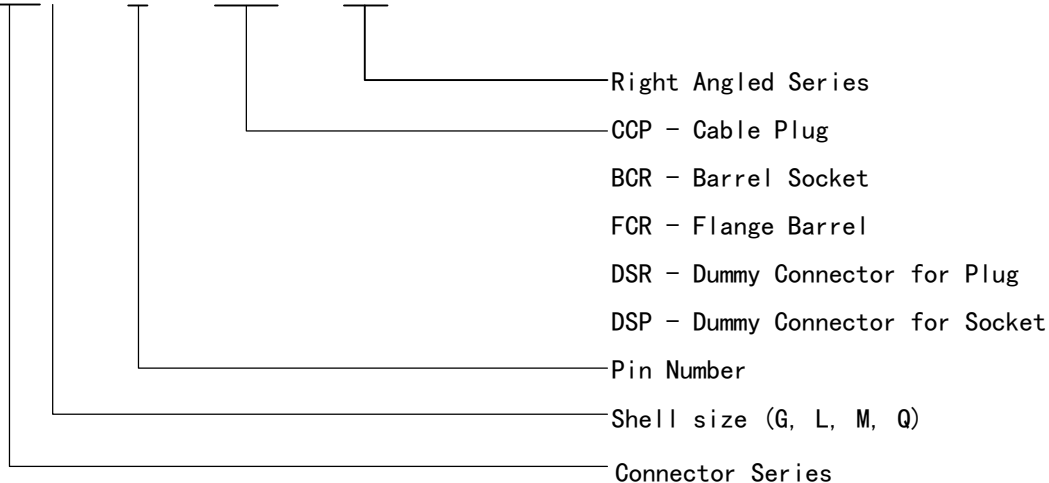 Right Angled Series
CCP - Cable Plug
BCR - Barrel Socket
FCR - Flange Barrel
DSR - Dummy Connector for Plug
DSP - Dummy Connector for Socket
Pin Number
Shell size (G, L, M, Q)
Connector Series